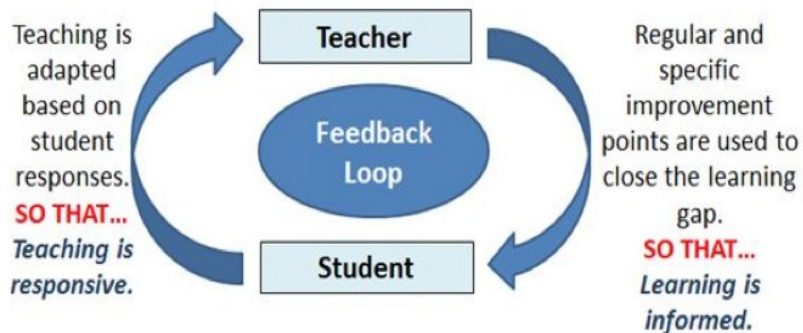 Teaching is
adapted
based on
student
responses.
SO THAT...
Teaching is
responsive.
Teacher
Feedback
Loop
Student
Regular and
specific
improvement
points are used to
close the learning
gap.
SO THAT...
Learning is
informed.